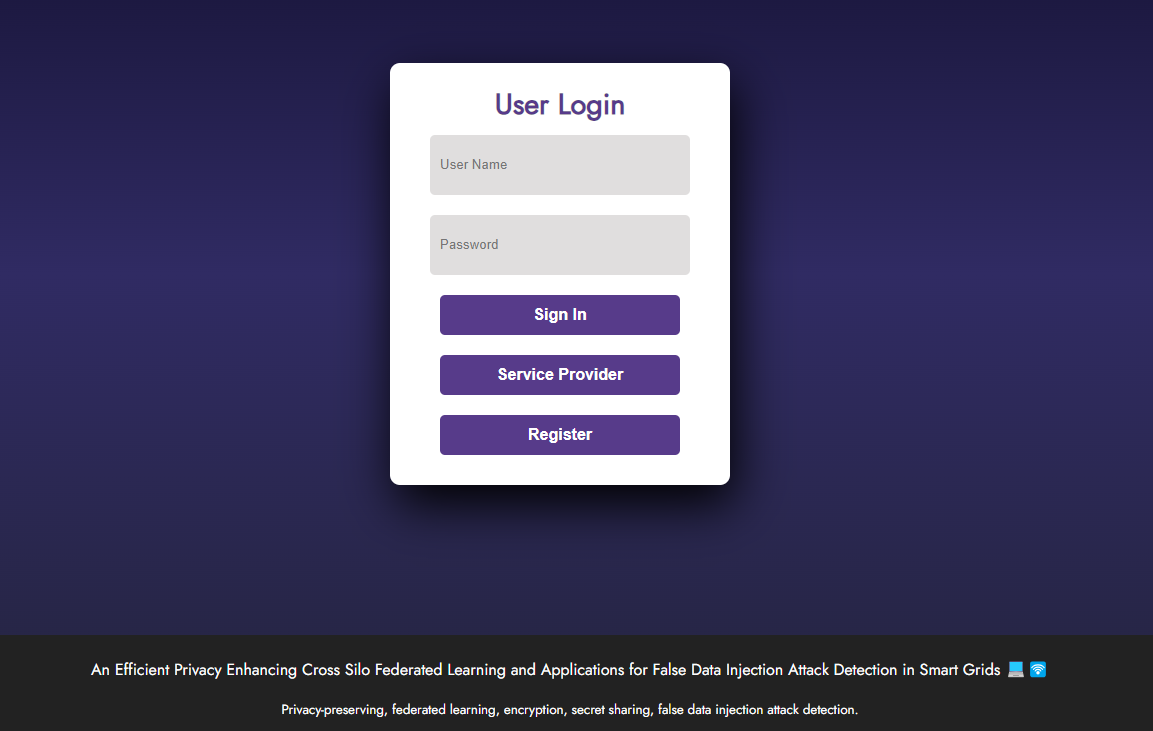 User Login
User Name
Password
Sign In
Service Provider
Register
An Efficient Privacy Enhancing Cross Silo Federated Learning and Applications for False Data Injection Attack Detection in Smart Grids 💻🛜
Privacy-preserving, federated learning, encryption, secret sharing, false data injection attack detection.